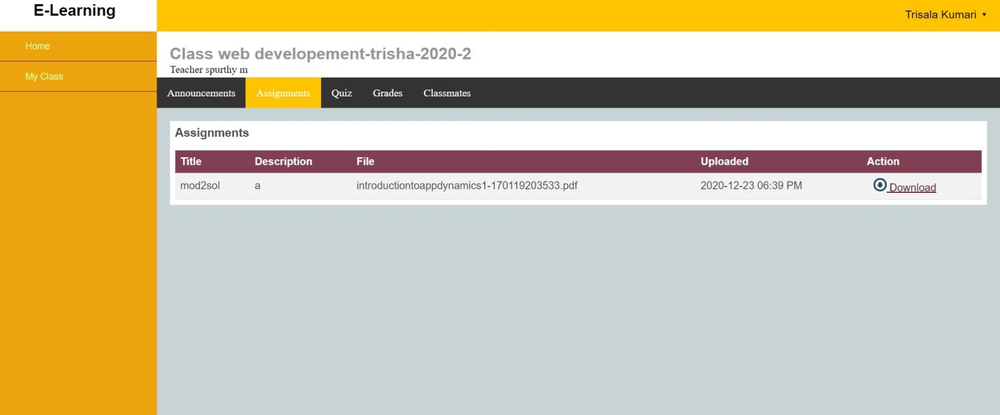 E-Learning
Trisala Kumari
Home
My Class
Class web developement-trisha-2020-2
Teacher spurthy m
Announcements Assignments Quiz Grades Classmates
Assignments
Title Description File Uploaded Action
mod2sol a introductiontoappdynamics1-170119203533.pdf 2020-12-23 06:39 PM Download